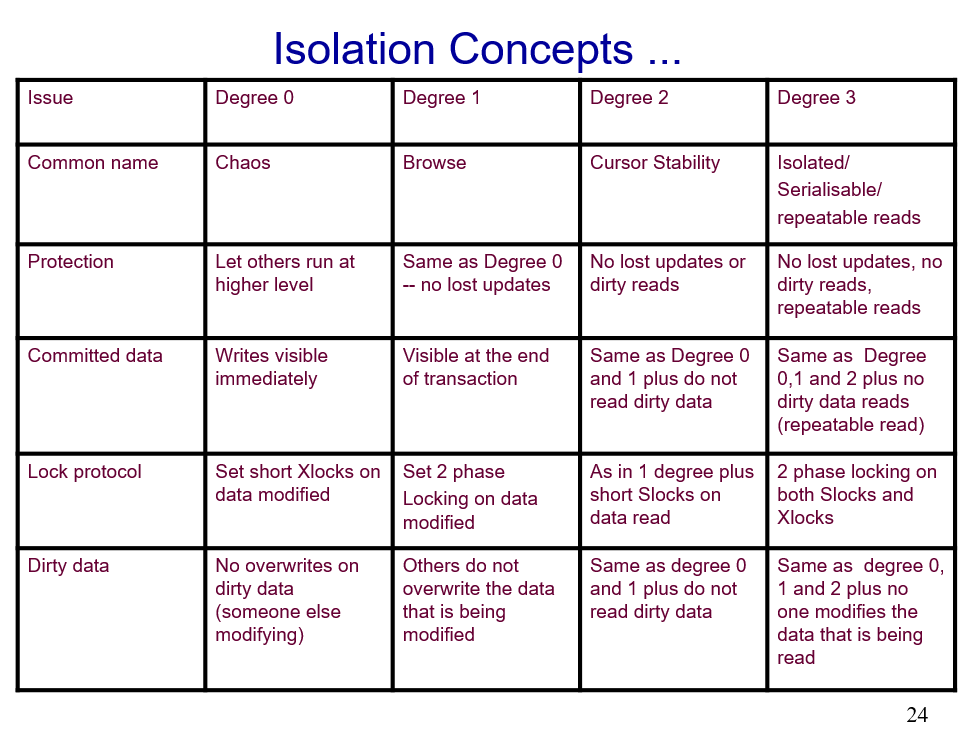 Isolation Concepts ...
Issue
Degree 0
Degree 1
Degree 2
Degree 3
Common name
Chaos
Browse
Cursor Stability
Isolated/
Serialisable/
repeatable reads
Protection
Let others run at
higher level
Same as Degree 0
-- no lost updates
No lost updates or
dirty reads
No lost updates, no
dirty reads,
repeatable reads
Committed data
Writes visible
immediately
Visible at the end
of transaction
Same as Degree 0
and 1 plus do not
read dirty data
Same as  Degree
0,1 and 2 plus no
dirty data reads
(repeatable read)
Lock protocol
Set short Xlocks on
data modified
Set 2 phase
Locking on data
modified
As in 1 degree plus
short Slocks on
data read
2 phase locking on
both Slocks and
Xlocks
Dirty data
No overwrites on
dirty data
(someone else
modifying)
Others do not
overwrite the data
that is being
modified
Same as degree 0
and 1 plus do not
read dirty data
Same as  degree 0,
1 and 2 plus no
one modifies the
data that is being
read
24